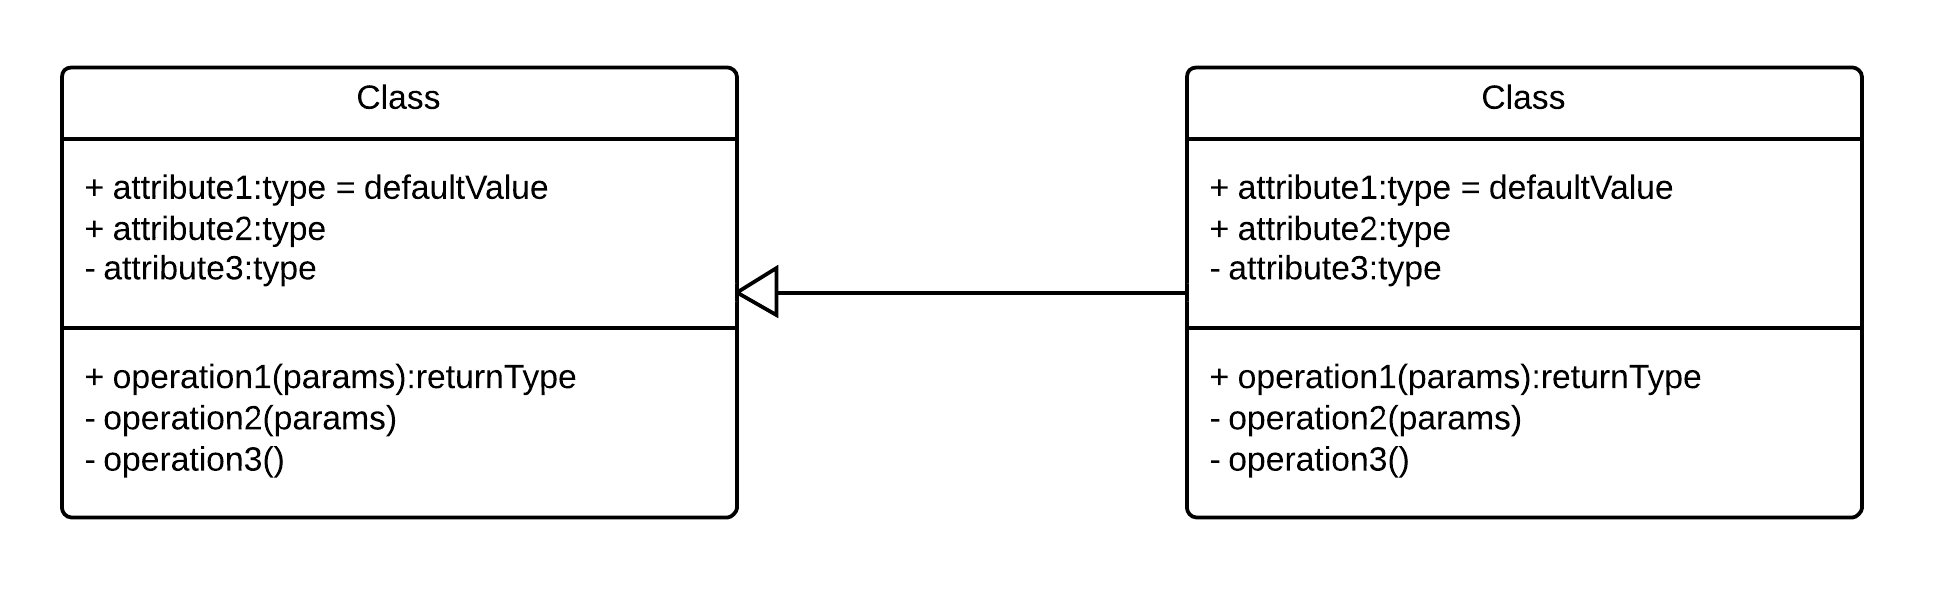 Class
+ attribute1:type = defaultValue
+ attribute2:type
- attribute3:type
+ operation1(params):returnType
- operation2(params)
- operation3()
Class
+ attribute1:type = defaultValue
+ attribute2:type
- attribute3:type
+ operation1(params):returnType
- operation2(params)
- operation3()